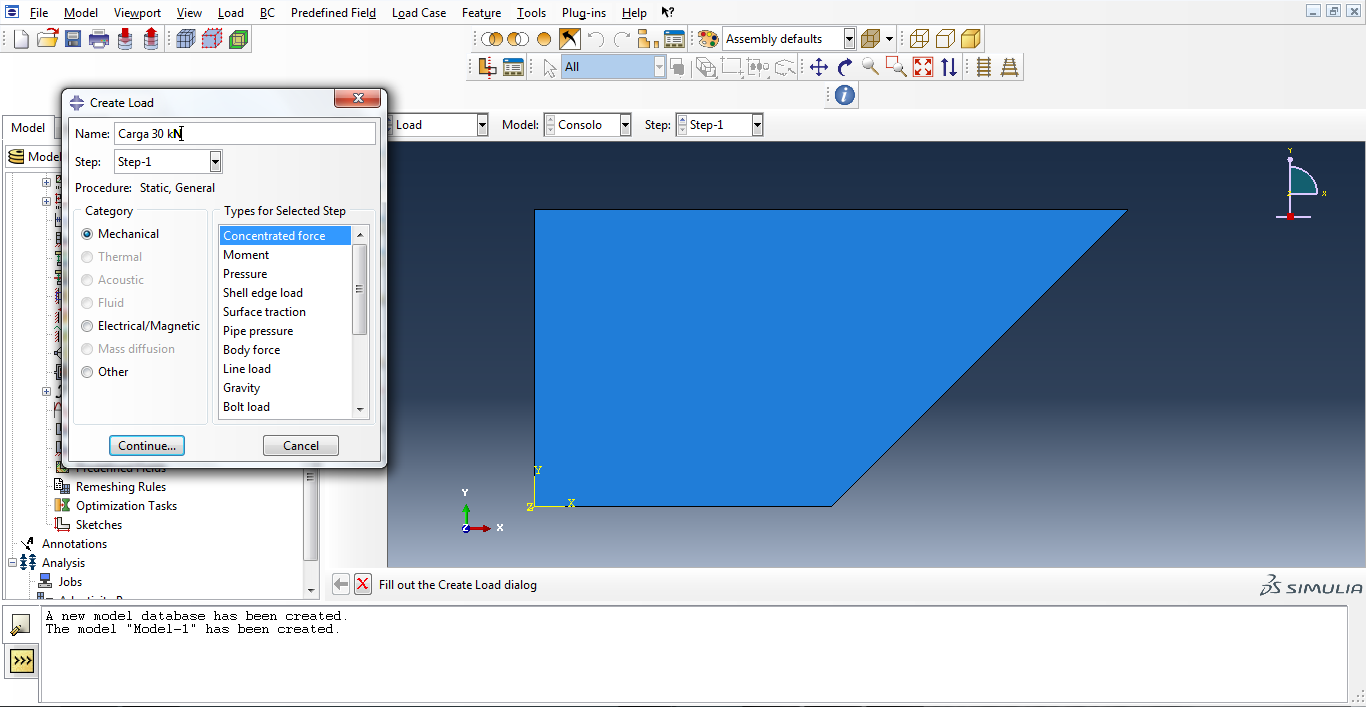 File Model Viewport View Load BC Predefined Field Load Case Feature Tools Plug-ins Help ?
Assembly defaults
All
i
Create Load
Model
Load Model: Consolo Step: Step-1
Name: Carga 30 kN
Model
Step: Step-1
Procedure: Static, General
Category
Types for Selected Step
Mechanical
Thermal
Acoustic
Fluid
Electrical/Magnetic
Mass diffusion
Other
Concentrated force
Moment
Pressure
Shell edge load
Surface traction
Pipe pressure
Body force
Line load
Gravity
Bolt load
Continue...
Cancel
Y
X
Y
X
Z
Y
X
Z
Predefined Fields
Remeshing Rules
Optimization Tasks
Sketches
Annotations
Analysis
Jobs
Fill out the Create Load dialog
SIMULIA
A new model database has been created.
The model "Model-1" has been created.
>>>